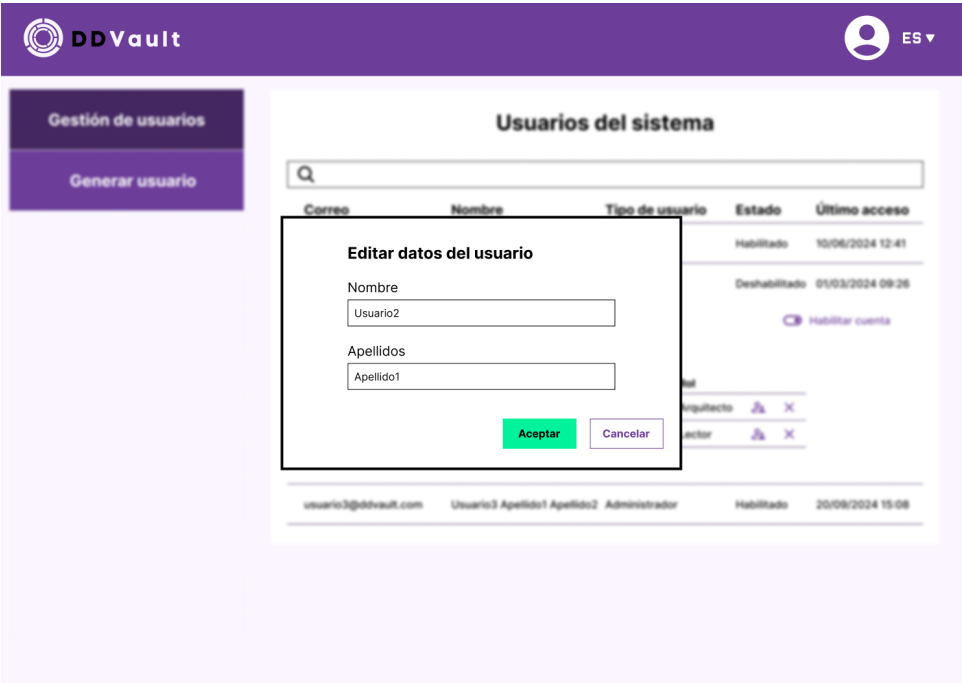 DDVault
ES ▼
Gestión de usuarios
Generar usuario
Usuarios del sistema
Correo Nombre Tipo de usuario Estado Último acceso
Habilitado 10/06/2024 12:41
Deshabilitado 01/03/2024 09:26
Habilitar cuenta
Editar datos del usuario
Nombre
Usuario2
Apellidos
Apellido1
Aceptar Cancelar
usuario3@ddvault.com Usuario3 Apellido1 Apellido2 Administrador Habilitado 20/09/2024 15:08